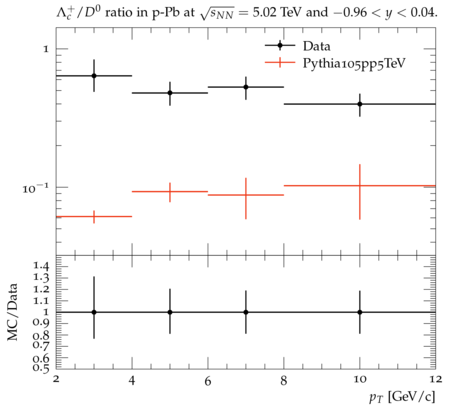 Λc+/D0 ratio in p-Pb at √sNN = 5.02 TeV and −0.96 < y < 0.04.
Data
Pythia105pp5TeV
1
10−1
MC/Data
1.4
1.3
1.2
1.1
1
0.9
0.8
0.7
0.6
0.5
2 4 6 8 10 12
pT [GeV/c]